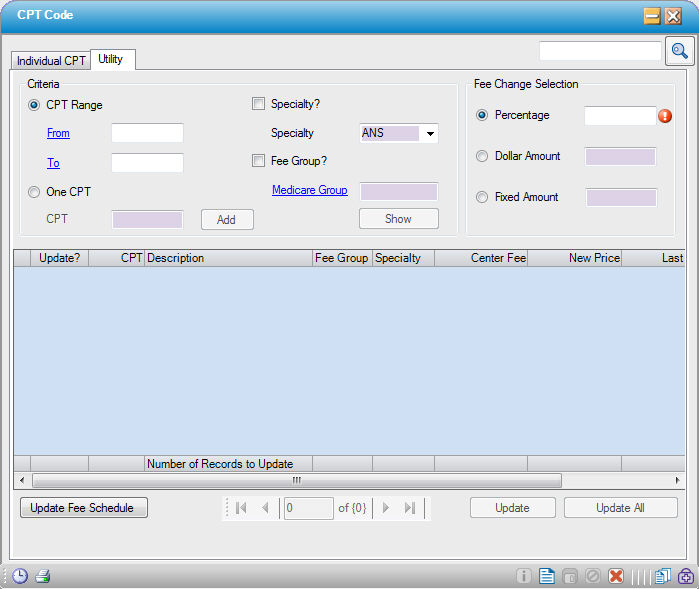 CPT Code
Individual CPT Utility
Criteria Fee Change Selection
CPT Range Specialty? Percentage
From Specialty ANS
To Fee Group? Dollar Amount
One CPT Medicare Group Fixed Amount
CPT Add Show
Update? CPT Description Fee Group Specialty Center Fee New Price Last
Number of Records to Update
Update Fee Schedule 0 of {0} Update Update All